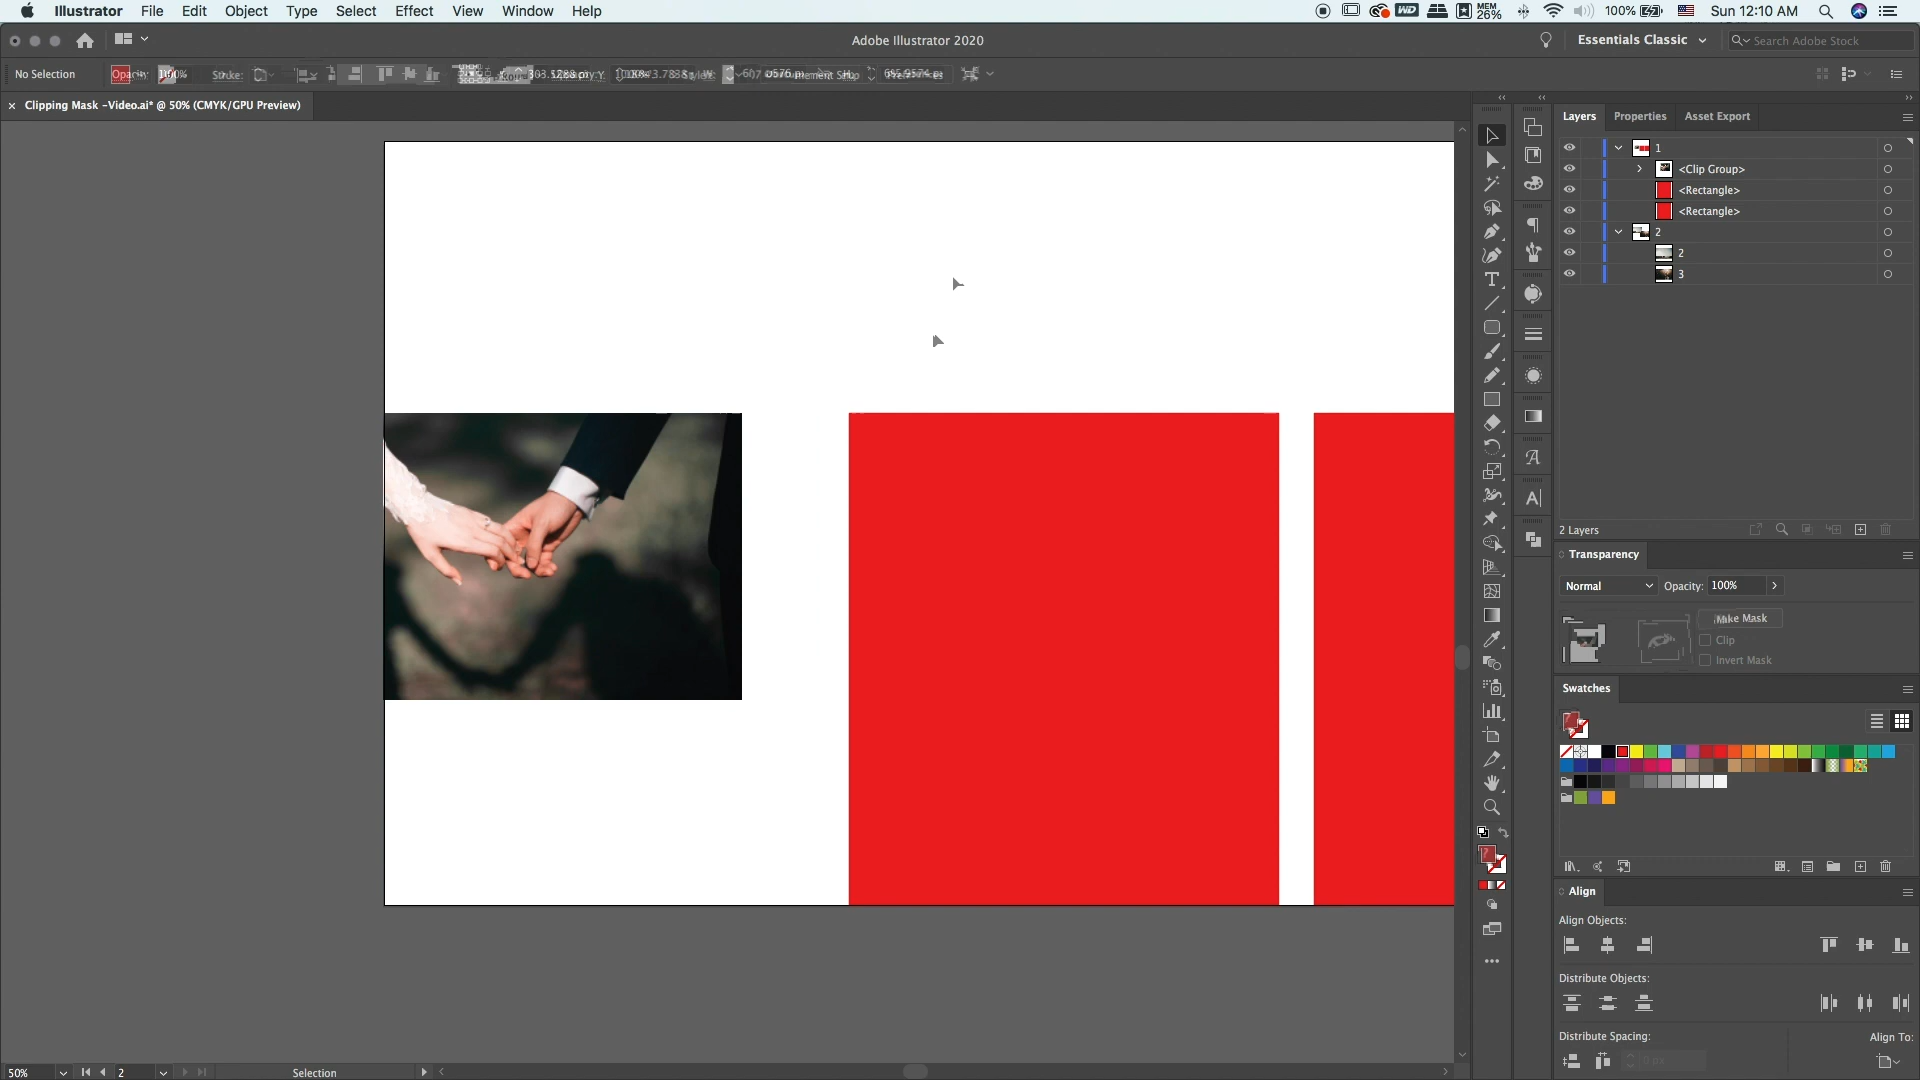 Illustrator File Edit Object Type Select Effect View Window Help
WD MEM 26% 100% Sun 12:10 AM
Adobe Illustrator 2020
Essentials Classic
Search Adobe Stock
No Selection
100%
× Clipping Mask -Video.ai* @ 50% (CMYK/GPU Preview)
Layers Properties Asset Export
1
<Clip Group>
<Rectangle>
<Rectangle>
2
2
3
2 Layers
Transparency
Normal Opacity: 100%
Make Mask
Clip
Invert Mask
Swatches
Align
Align Objects:
Distribute Objects:
Distribute Spacing: Align To:
0 px
50% 2 Selection